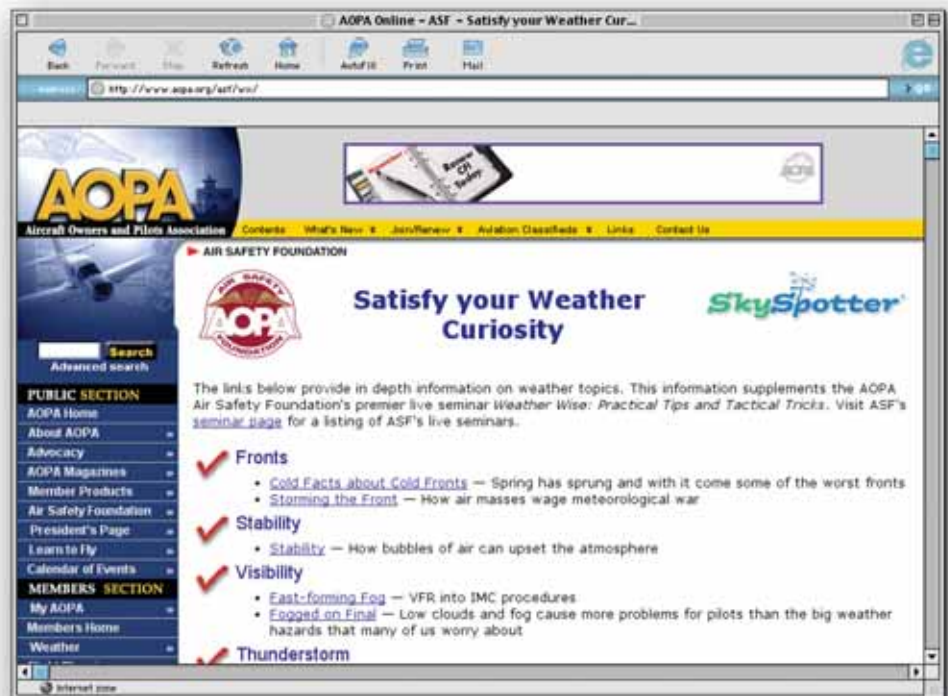 AOPA Online – ASF – Satisfy your Weather Cur...
Back Forward Stop Refresh Home AutoFill Print Mail
http://www.aopa.org/asf/wx/
AOPA
Aircraft Owners and Pilots Association
Renew CFI Today
Contents What's New Join/Renew Aviation Classifieds Links Contact Us
AIR SAFETY FOUNDATION
AIR SAFETY
AOPA
FOUNDATION
Satisfy your Weather
Curiosity
SkySpotter
Search
Advanced search
The links below provide in depth information on weather topics. This information supplements the AOPA
Air Safety Foundation's premier live seminar Weather Wise: Practical Tips and Tactical Tricks. Visit ASF's
seminar page for a listing of ASF's live seminars.
PUBLIC SECTION
AOPA Home
About AOPA
Advocacy
AOPA Magazines
Member Products
Air Safety Foundation
President's Page
Learn to Fly
Calendar of Events
MEMBERS SECTION
My AOPA
Members Home
Weather
Fronts
• Cold Facts about Cold Fronts — Spring has sprung and with it come some of the worst fronts
• Storming the Front — How air masses wage meteorological war
Stability
• Stability — How bubbles of air can upset the atmosphere
Visibility
• Fast-forming Fog — VFR into IMC procedures
• Fogged on Final — Low clouds and fog cause more problems for pilots than the big weather
hazards that many of us worry about
Thunderstorm
Internet zone